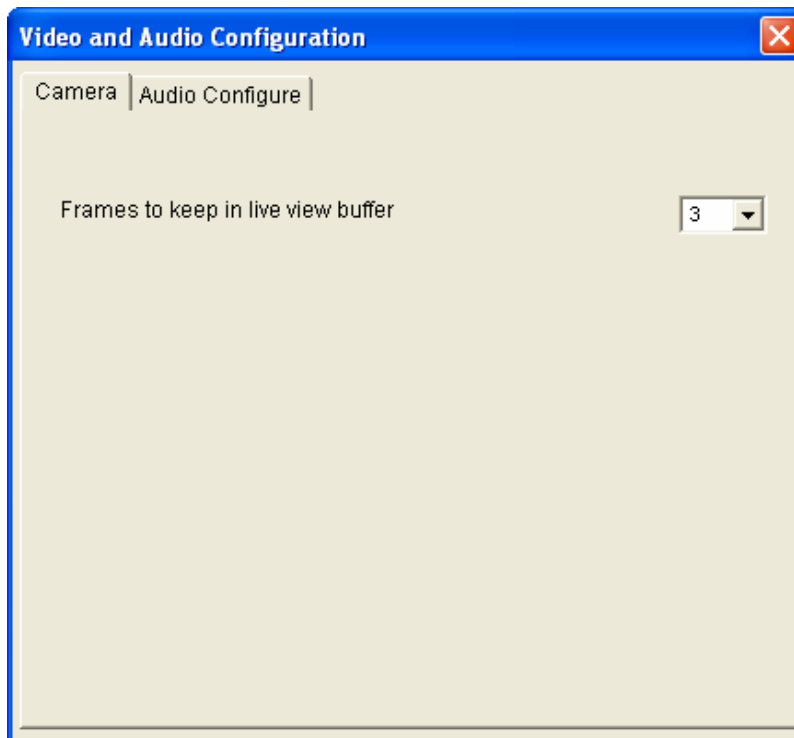 Video and Audio Configuration
Camera
Audio Configure
Frames to keep in live view buffer
3